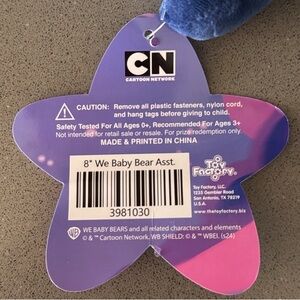 CN
CARTOON NETWORK
CAUTION: Remove all plastic fasteners, nylon cord,
and hang tags before giving to child.
Safety Tested For All Ages 0+, Recommended For Ages 3+
Not intended for retail sale or resale. For prize redemption only.
MADE & PRINTED IN CHINA
8" We Baby Bear Asst.
3981030
Toy
Factory
Toy Factory, LLC.
1235 Gembler Road
San Antonio, TX 78219
U.S.A.
www.thetoyfactory.biz
WB
WE BABY BEARS and all related characters and elements
© & ™ Cartoon Network, WB SHIELD: © & ™ WBEI. (s24)